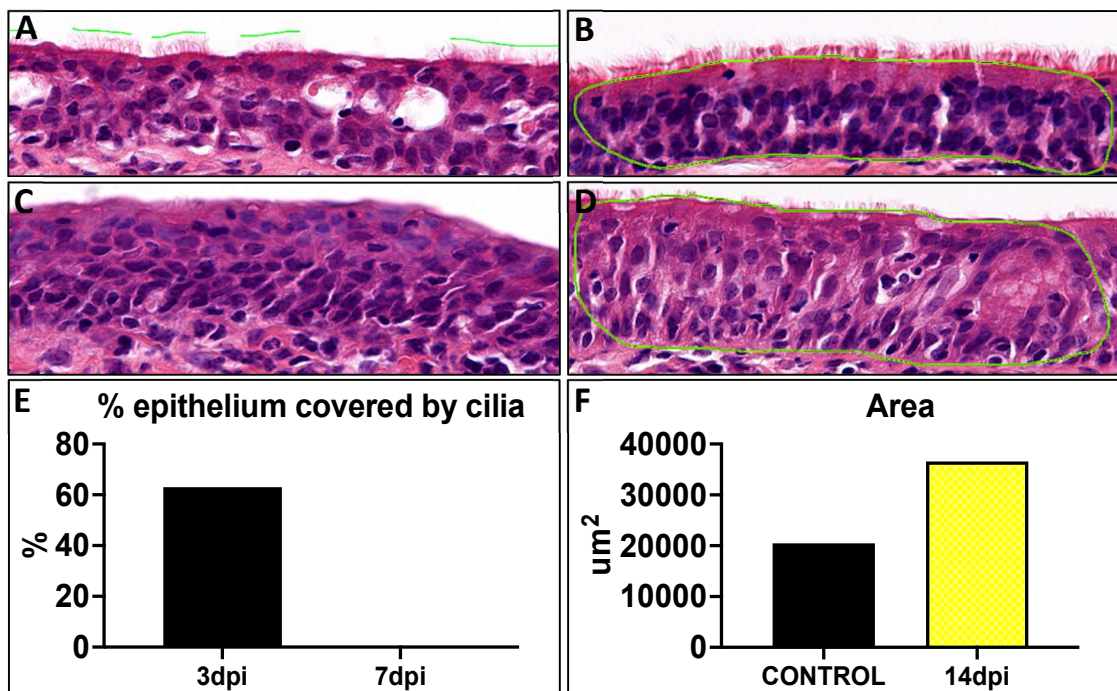 A
B
C
D
E
% epithelium covered by cilia
80
60
40
20
0
%
3dpi
7dpi
F
Area
40000
30000
20000
10000
0
um²
CONTROL
14dpi